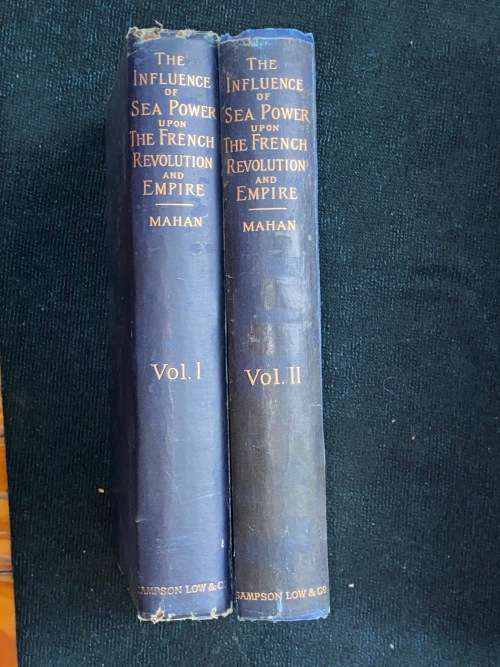 THE
INFLUENCE
OF
SEA POWER
UPON
THE FRENCH
REVOLUTION
AND
EMPIRE
MAHAN
Vol. I
SAMPSON LOW & Co
THE
INFLUENCE
OF
SEA POWER
UPON
THE FRENCH
REVOLUTION
AND
EMPIRE
MAHAN
Vol. II
SAMPSON LOW & Co